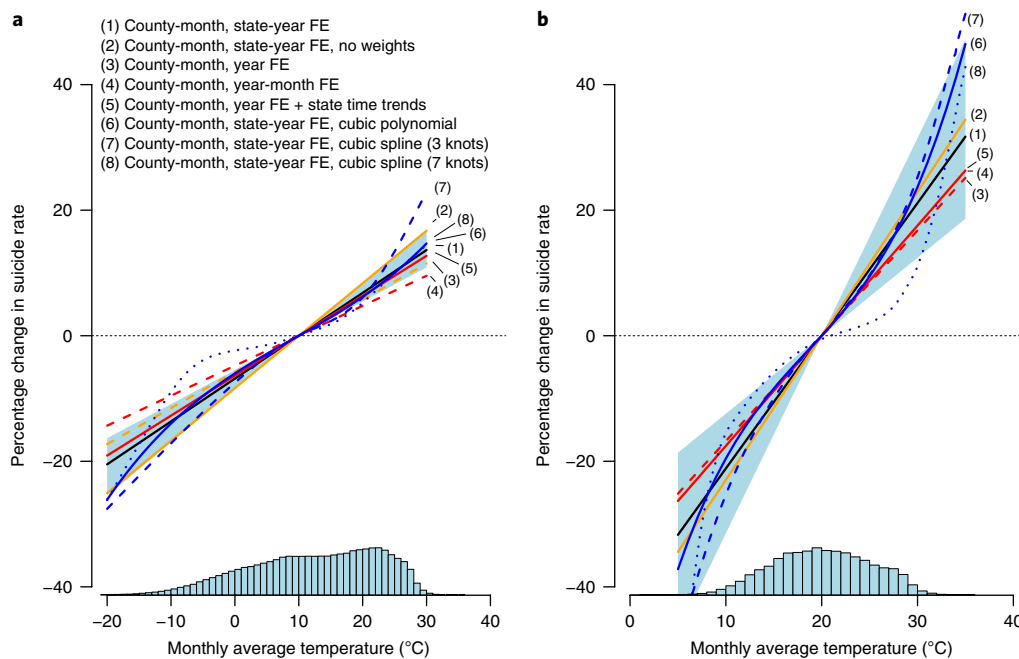 a
(1) County-month, state-year FE
(2) County-month, state-year FE, no weights
(3) County-month, year FE
(4) County-month, year-month FE
(5) County-month, year FE + state time trends
(6) County-month, state-year FE, cubic polynomial
(7) County-month, state-year FE, cubic spline (3 knots)
(8) County-month, state-year FE, cubic spline (7 knots)
Percentage change in suicide rate
40
20
0
−20
−40
(7)
(2)
(8)
(6)
(1)
(5)
(3)
(4)
−20 −10 0 10 20 30 40
Monthly average temperature (°C)
b
Percentage change in suicide rate
40
20
0
−20
−40
(7)
(6)
(8)
(2)
(1)
(5)
(4)
(3)
0 10 20 30 40
Monthly average temperature (°C)